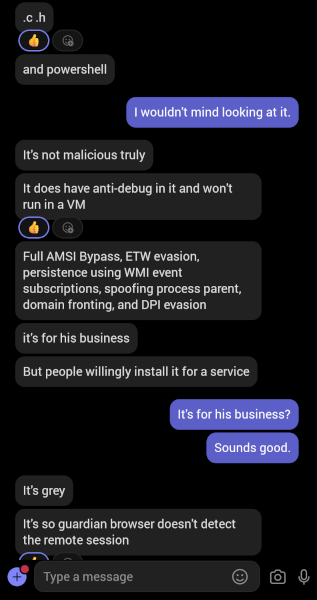 .c .h
and powershell
I wouldn't mind looking at it.
It's not malicious truly
It does have anti-debug in it and won't
run in a VM
Full AMSI Bypass, ETW evasion,
persistence using WMI event
subscriptions, spoofing process parent,
domain fronting, and DPI evasion
it's for his business
But people willingly install it for a service
It's for his business?
Sounds good.
It's grey
It's so guardian browser doesn't detect
the remote session
Type a message